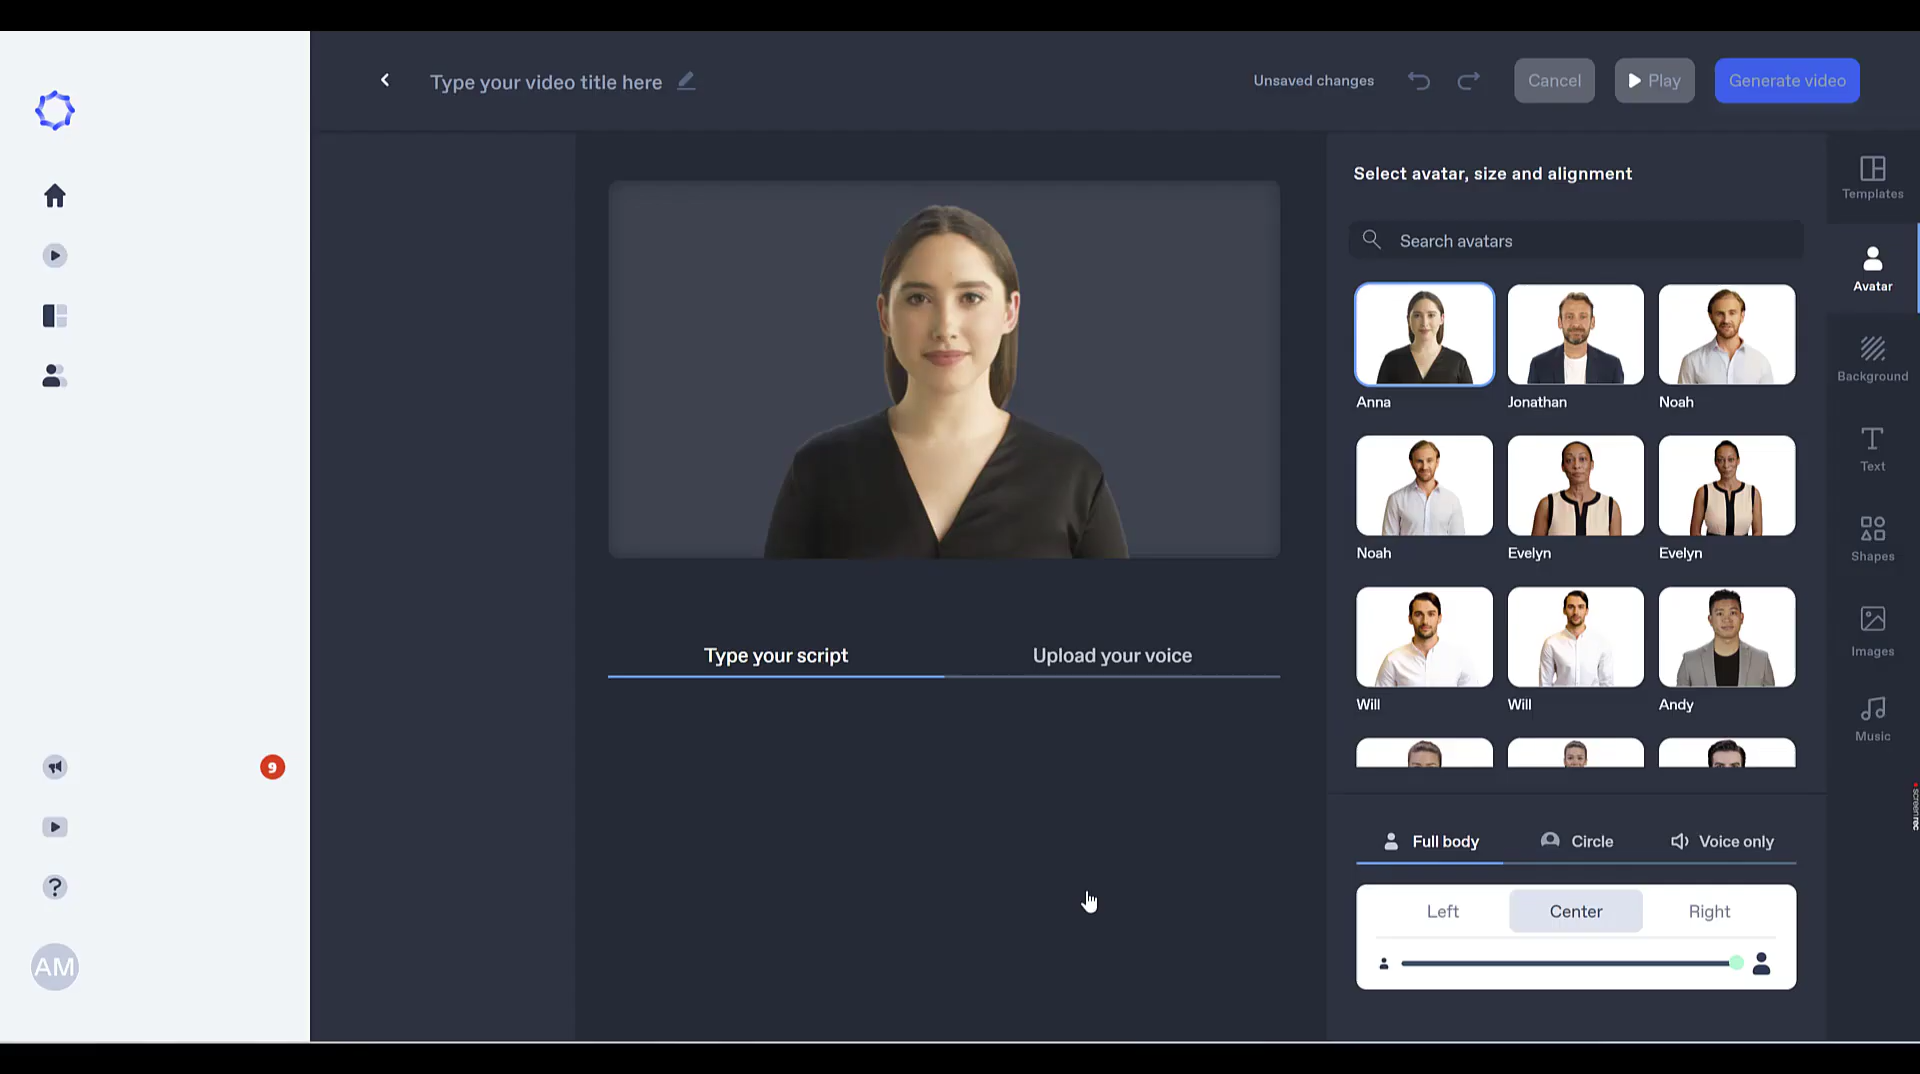 Type your video title here
Unsaved changes
Cancel
Play
Generate video
Select avatar, size and alignment
Search avatars
Anna
Jonathan
Noah
Noah
Evelyn
Evelyn
Will
Will
Andy
Templates
Avatar
Background
Text
Shapes
Images
Music
Type your script
Upload your voice
Full body
Circle
Voice only
Left
Center
Right
9
?
AM
screenrec